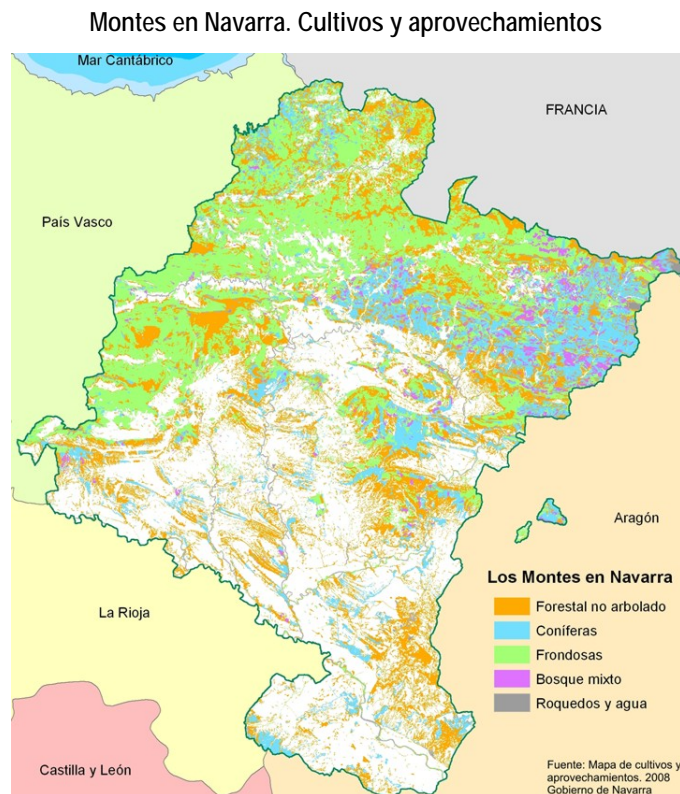 Montes en Navarra. Cultivos y aprovechamientos
Mar Cantábrico
FRANCIA
País Vasco
Aragón
La Rioja
Castilla y León
Los Montes en Navarra
Forestal no arbolado
Coníferas
Frondosas
Bosque mixto
Roquedos y agua
Fuente: Mapa de cultivos y
aprovechamientos. 2008
Gobierno de Navarra